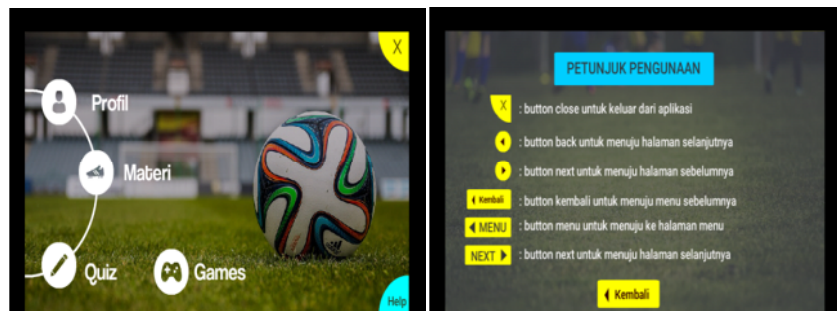 X
Profil
Materi
Quiz
Games
Help
PETUNJUK PENGUNAAN
X : button close untuk keluar dari aplikasi
: button back untuk menuju halaman selanjutnya
: button next untuk menuju halaman sebelumnya
Kembali : button kembali untuk menuju menu sebelumnya
MENU : button menu untuk menuju ke halaman menu
NEXT : button next untuk menuju halaman selanjutnya
Kembali